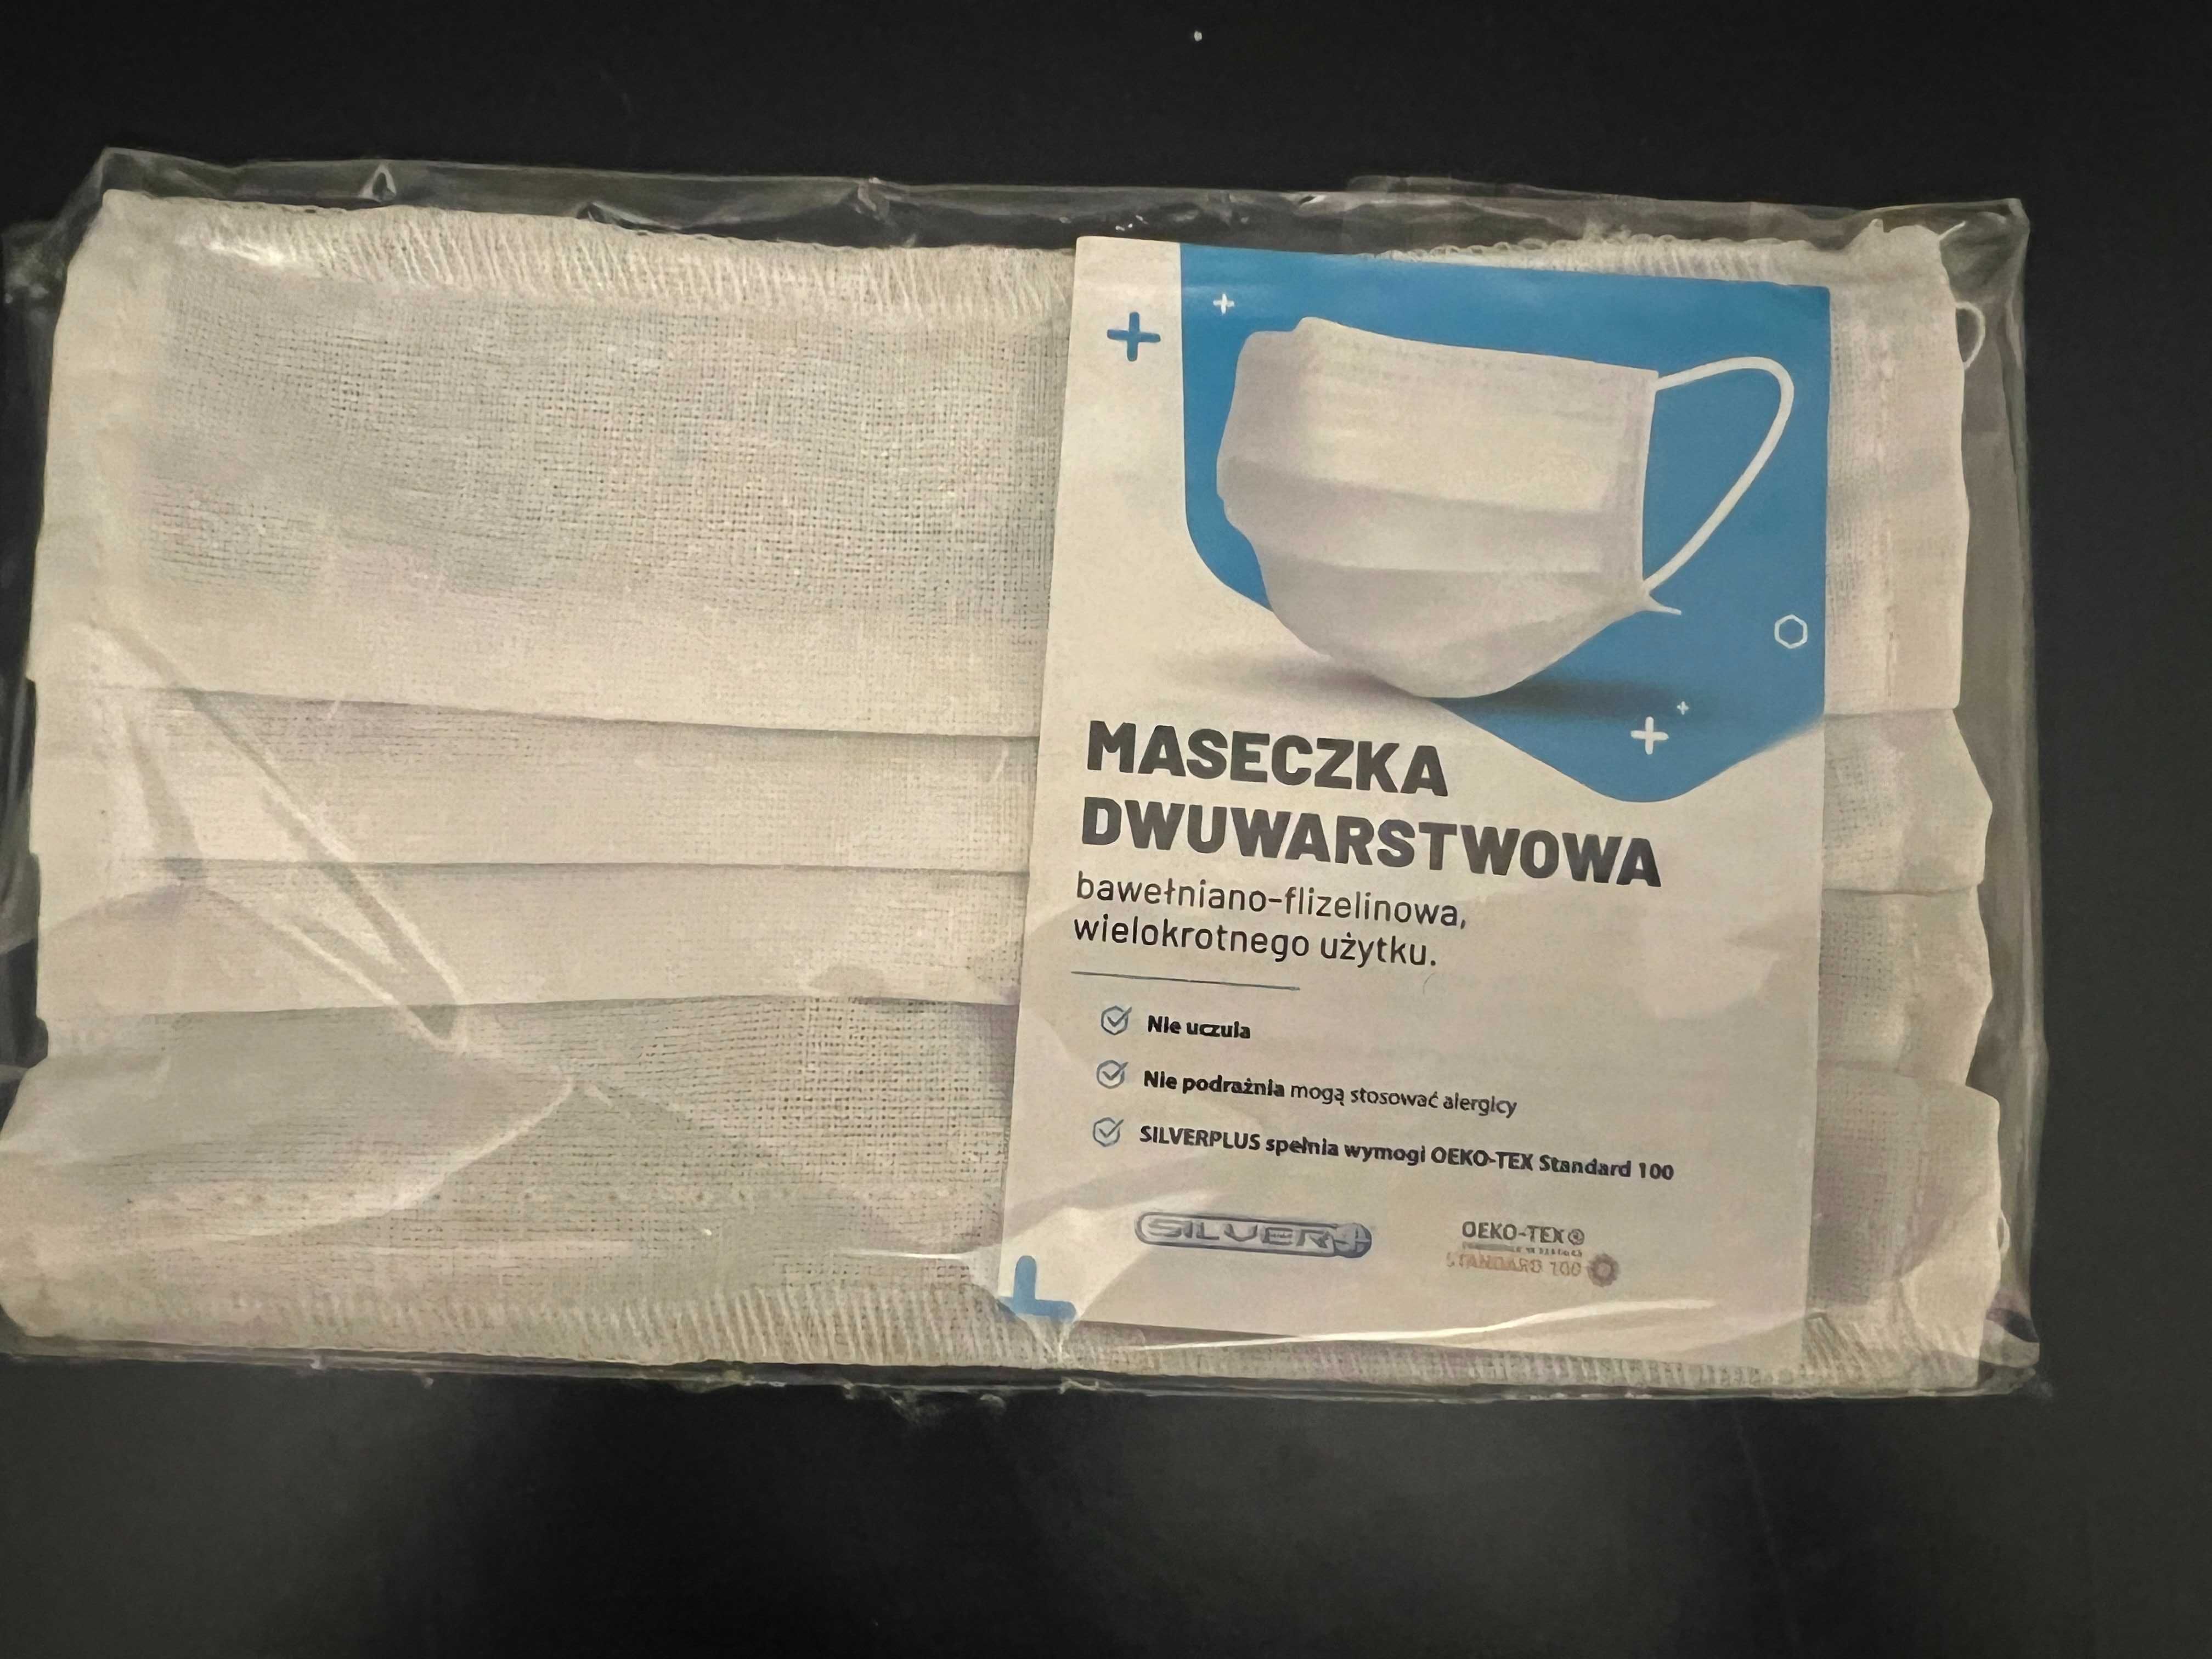 MASECZKA
DWUWARSTWOWA
bawełniano-flizelinowa,
wielokrotnego użytku.
Nie uczula
Nie podrażnia mogą stosować alergicy
SILVERPLUS spełnia wymogi OEKO-TEX Standard 100
SILVER+
OEKO-TEX®
STANDARD 100